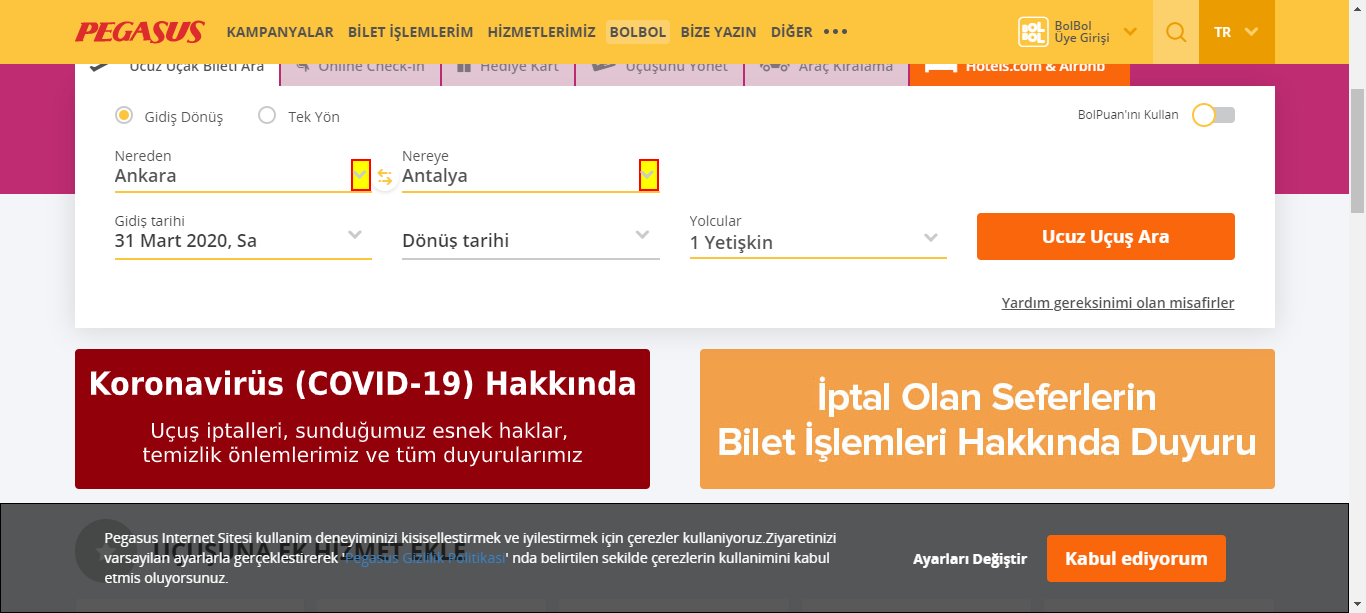 PEGASUS KAMPANYALAR BİLET İŞLEMLERİM HİZMETLERİMİZ BOLBOL BİZE YAZIN DİĞER ••• BOL BOL BolBol Üye Girişi TR
Ucuz Uçak Bileti Ara Online Check-in Hediye Kart Uçuşunu Yönet Araç Kiralama Hotels.com & Airbnb
Gidiş Dönüş Tek Yön BolPuan'ını Kullan
Nereden Nereye
Ankara Antalya
Gidiş tarihi Yolcular
31 Mart 2020, Sa Dönüş tarihi 1 Yetişkin Ucuz Uçuş Ara
Yardım gereksinimi olan misafirler
Koronavirüs (COVID-19) Hakkında
Uçuş iptalleri, sunduğumuz esnek haklar,
temizlik önlemlerimiz ve tüm duyurularımız
İptal Olan Seferlerin
Bilet İşlemleri Hakkında Duyuru
UÇUŞUNA EK HİZMET EKLE
Pegasus Internet Sitesi kullanim deneyiminizi kisisellestirmek ve iyilestirmek için çerezler kullaniyoruz.Ziyaretinizi
varsayilan ayarlarla gerçeklestirerek 'Pegasus Gizlilik Politikasi' nda belirtilen sekilde çerezlerin kullanimini kabul
etmis oluyorsunuz.
Ayarları Değiştir Kabul ediyorum